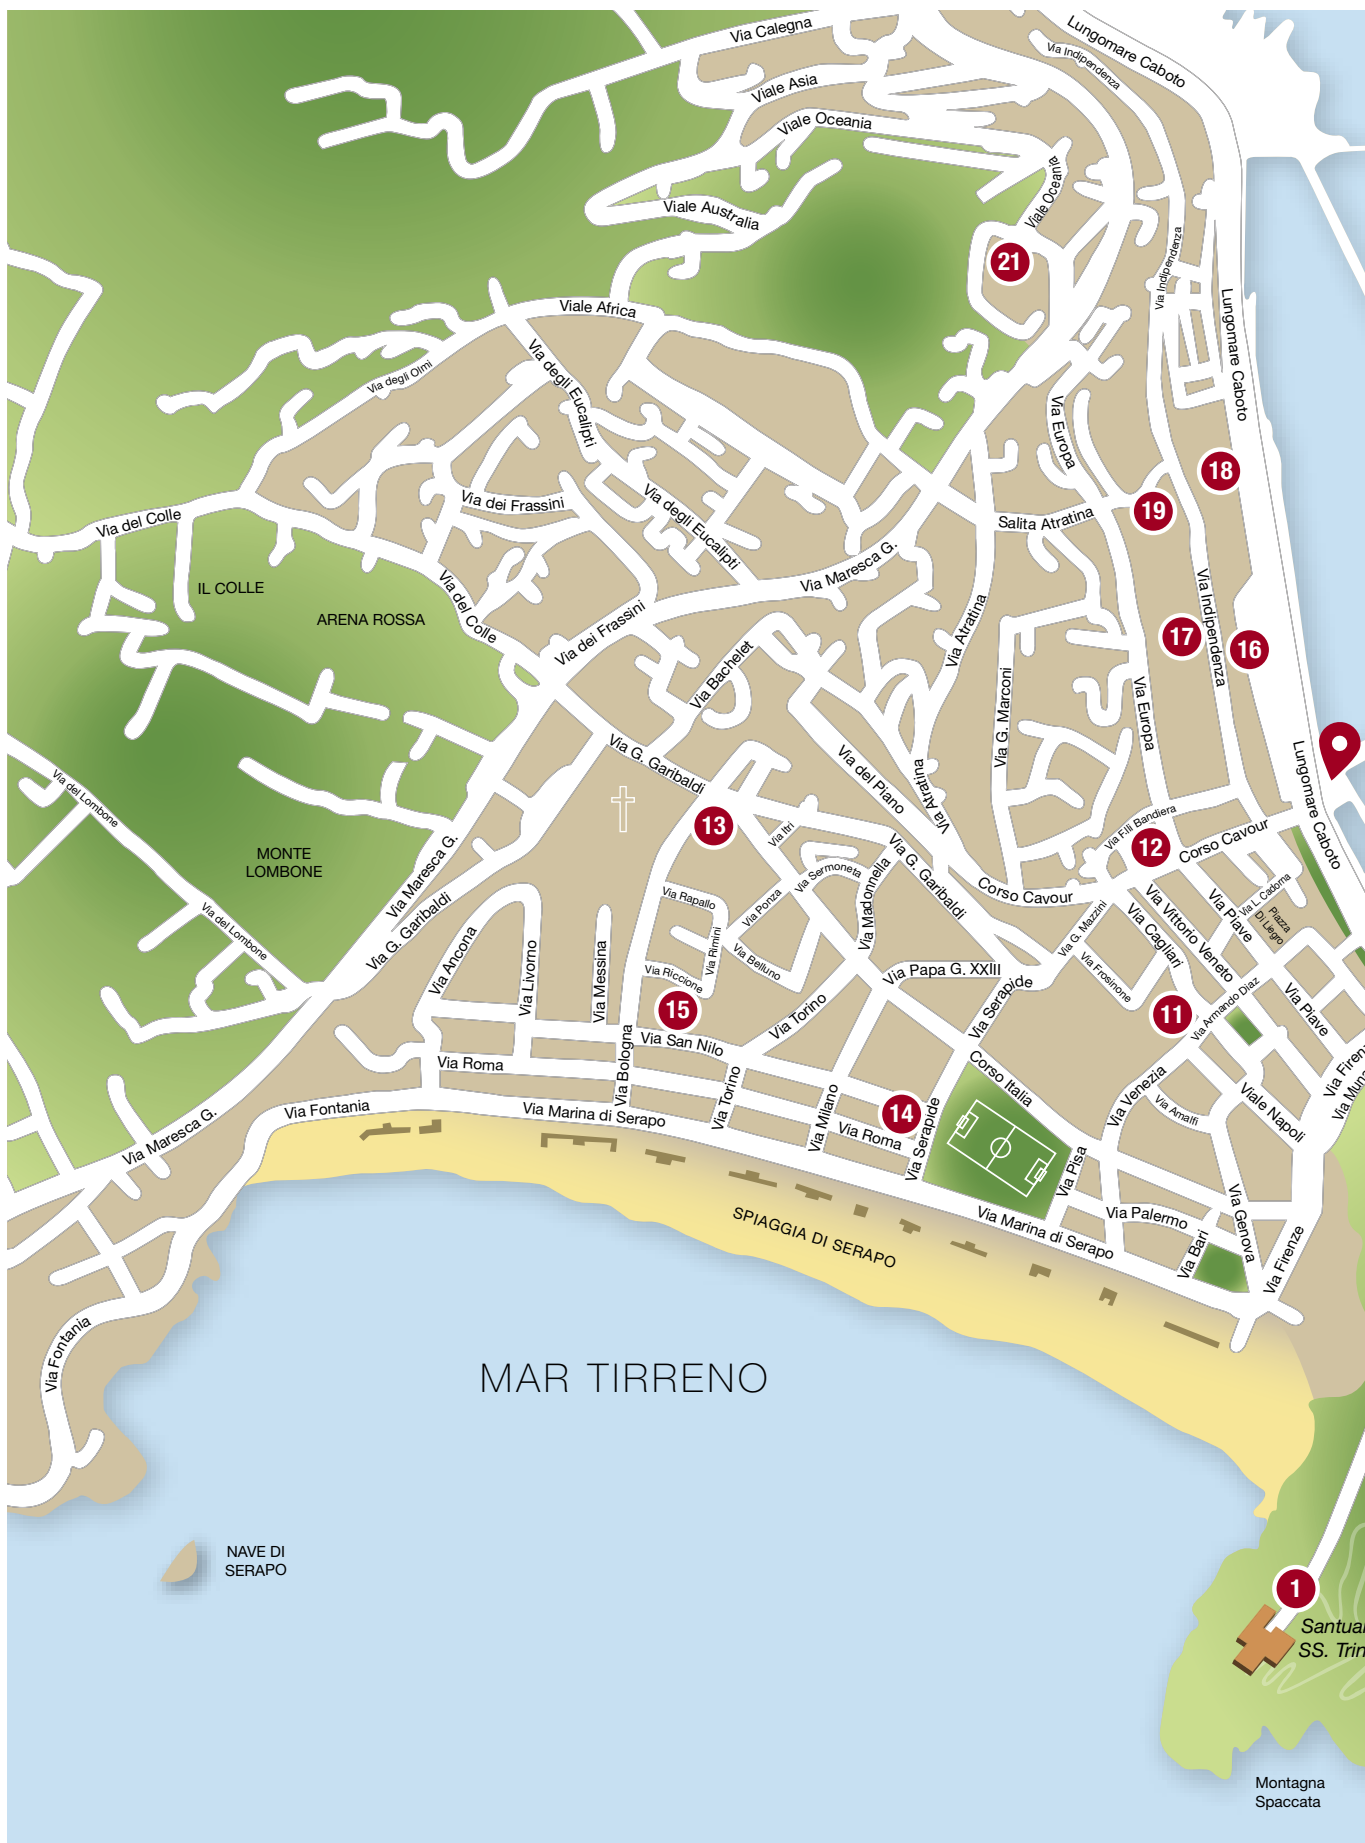 Via Calegna
Lungomare Caboto
Via Indipendenza
Viale Asia
Viale Oceania
Viale Oceania
Viale Australia
21
Via Indipendenza
Viale Africa
Lungomare Caboto
Via degli Olmi
Via degli Eucalipti
Via Europa
18
Via dei Frassini
Via degli Eucalipti
19
Salita Atratina
Via del Colle
Via Maresca G.
IL COLLE
ARENA ROSSA
Via del Colle
Via dei Frassini
Via Atratina
Via Indipendenza
17
16
Via Bachelet
Via G. Marconi
Via Europa
Via G. Garibaldi
Via del Piano
Via Atratina
Lungomare Caboto
Via del Lombone
13
Via Itri
Via F.lli Bandiera
12
Corso Cavour
MONTE
LOMBONE
Via Maresca G.
Via G. Garibaldi
Via G. Garibaldi
Via Sermoneta
Via Madonnella
Corso Cavour
Via Rapallo
Via Ponza
Via L. Cadorna
Piazza
Di Liegro
Via Piave
Via Vittorio Veneto
Via Cagliari
Via G. Mazzini
Via del Lombone
Via Ancona
Via Livorno
Via Messina
Via Rimini
Via Belluno
Via Riccione
Via Papa G. XXIII
Via Frosinone
Via Serapide
15
Via Torino
11
Via Armando Diaz
Via Piave
Via San Nilo
Via Roma
Via Bologna
Corso Italia
Via Venezia
Via Firen
Via Mun
Via Torino
Via Milano
14
Via Amalfi
Viale Napoli
Via Fontania
Via Marina di Serapo
Via Roma
Via Serapide
Via Maresca G.
Via Pisa
Via Palermo
Via Genova
SPIAGGIA DI SERAPO
Via Marina di Serapo
Via Bari
Via Firenze
Via Fontania
MAR TIRRENO
NAVE DI
SERAPO
1
Santua
SS. Trin
Montagna
Spaccata